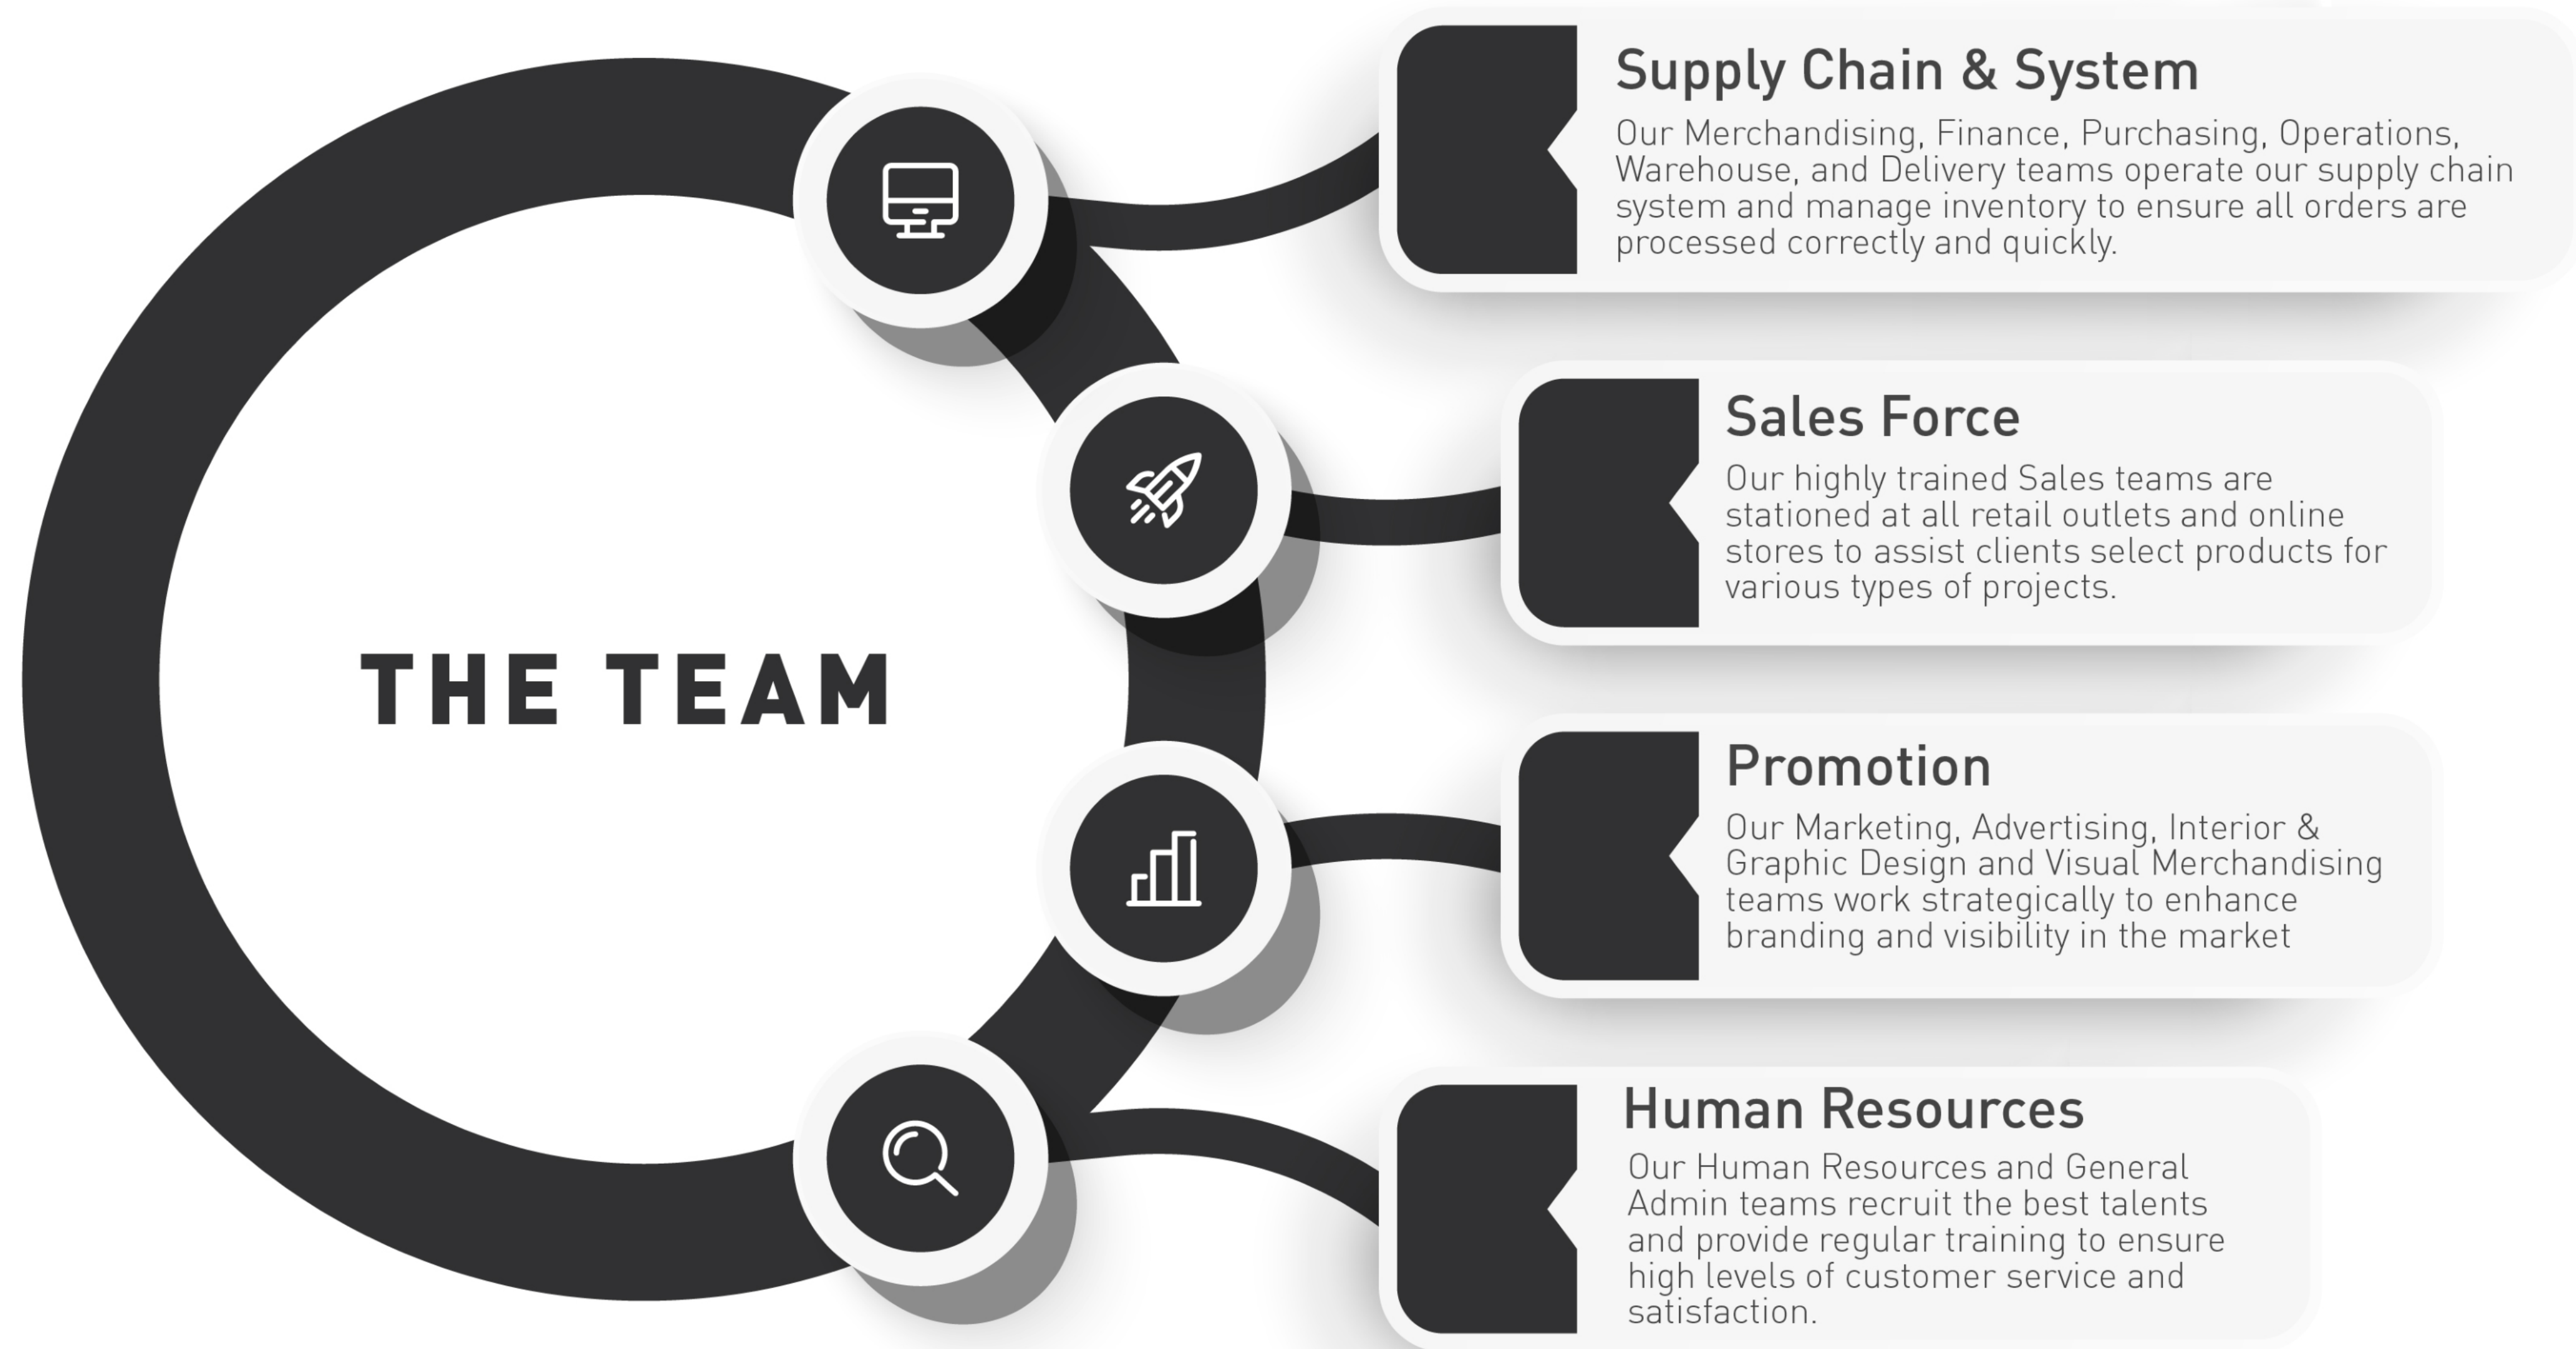 THE TEAM
Supply Chain & System
Our Merchandising, Finance, Purchasing, Operations,
Warehouse, and Delivery teams operate our supply chain
system and manage inventory to ensure all orders are
processed correctly and quickly.
Sales Force
Our highly trained Sales teams are
stationed at all retail outlets and online
stores to assist clients select products for
various types of projects.
Promotion
Our Marketing, Advertising, Interior &
Graphic Design and Visual Merchandising
teams work strategically to enhance
branding and visibility in the market
Human Resources
Our Human Resources and General
Admin teams recruit the best talents
and provide regular training to ensure
high levels of customer service and
satisfaction.